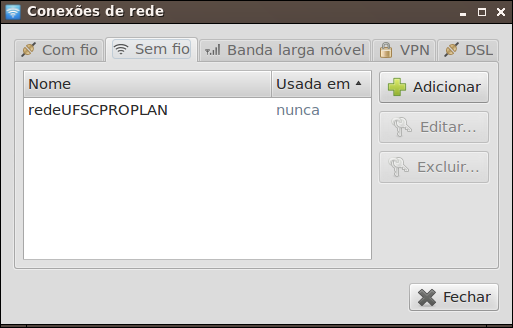 Conexões de rede
Com fio Sem fio Banda larga móvel VPN DSL
Nome Usada em
Adicionar
redeUFSCPROPLAN nunca
Editar...
Excluir...
Fechar